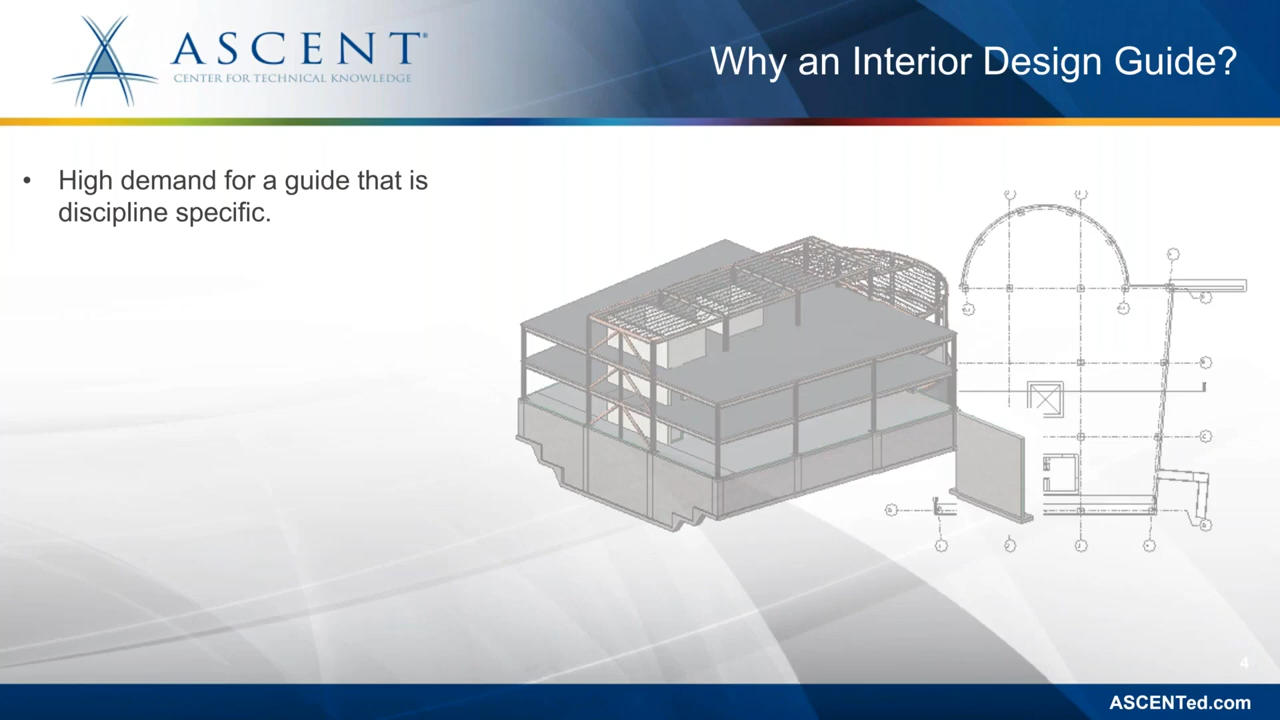 ASCENT®
CENTER FOR TECHNICAL KNOWLEDGE
Why an Interior Design Guide?
• High demand for a guide that is
discipline specific.
4
ASCENTed.com